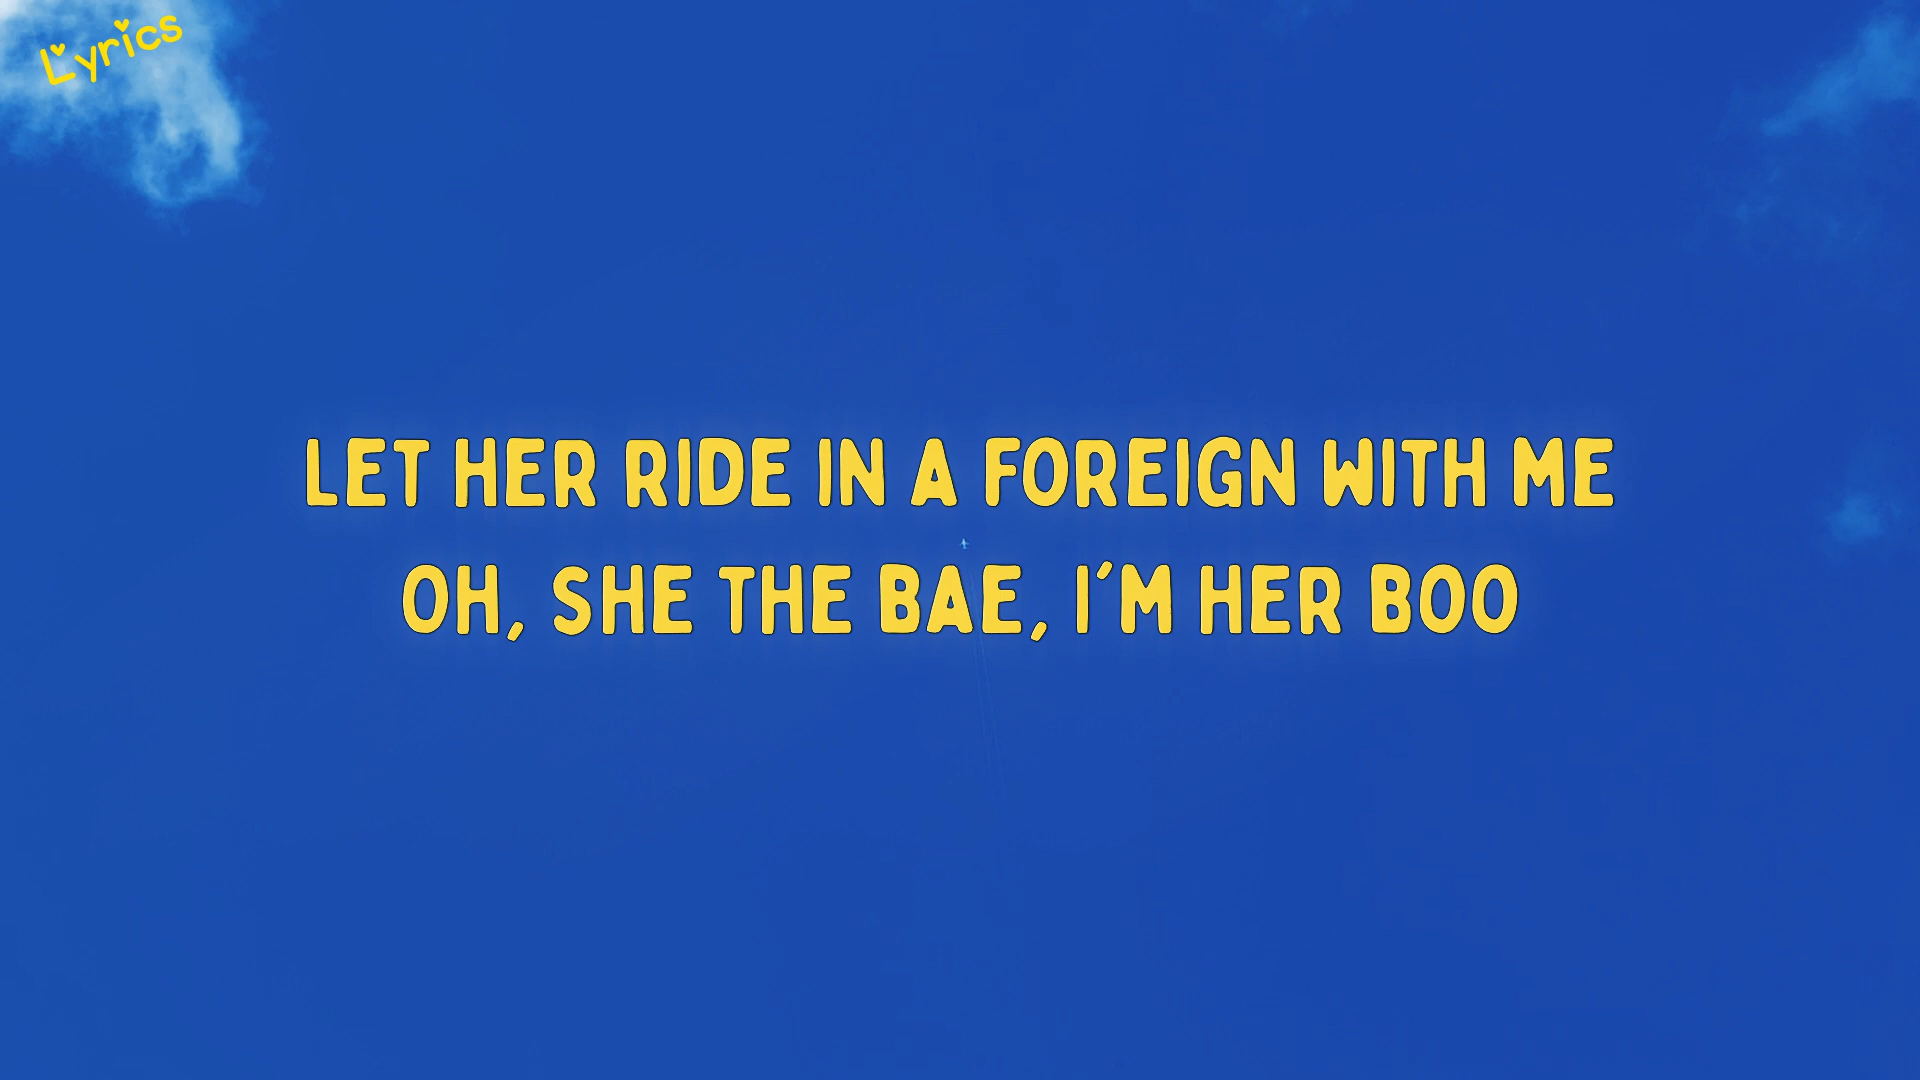 Lyrics
LET HER RIDE IN A FOREIGN WITH ME
OH, SHE THE BAE, I'M HER BOO